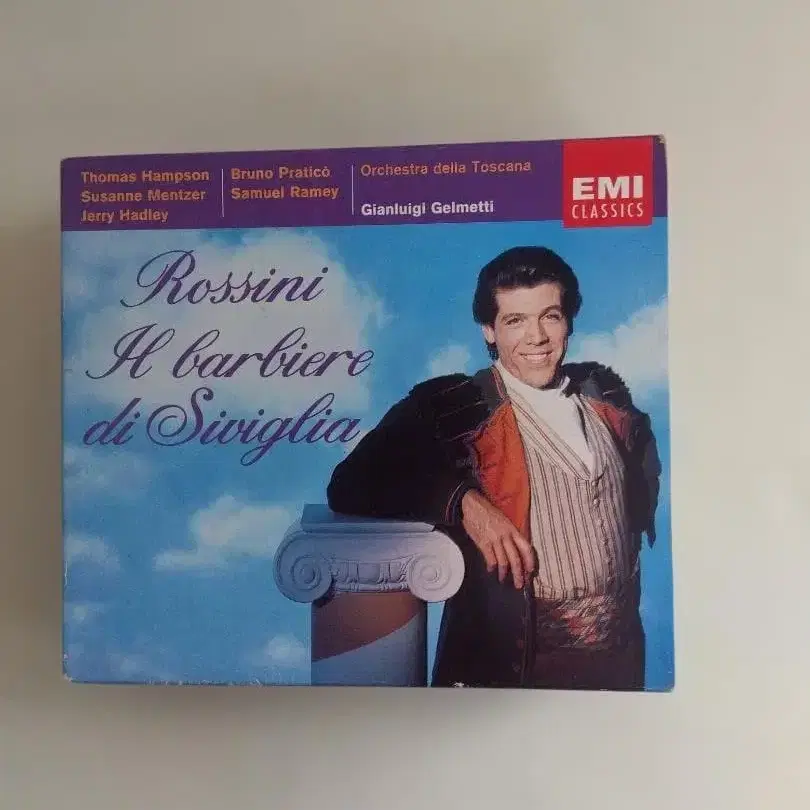 Thomas Hampson
Susanne Mentzer
Jerry Hadley
Bruno Praticò
Samuel Ramey
Orchestra della Toscana
Gianluigi Gelmetti
EMI
CLASSICS
Rossini
Il barbiere
di Siviglia